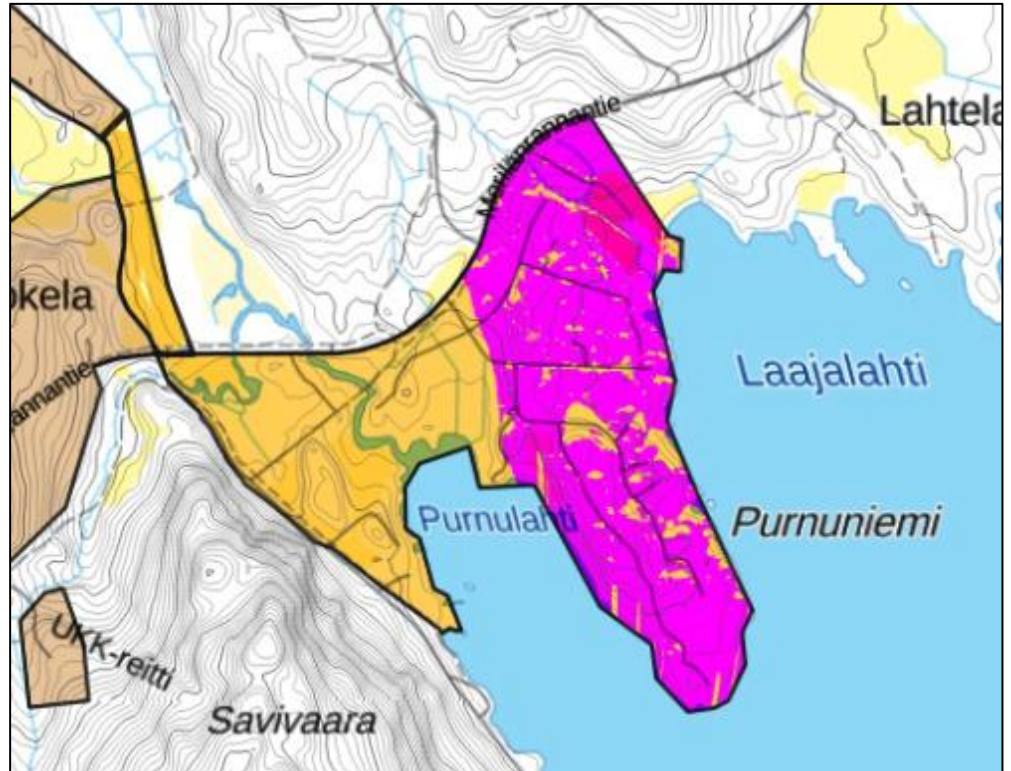 Lahtela
kela
Laajalahti
annantie
Purnulahti
Purnuniemi
UKK-reitti
Savivaara